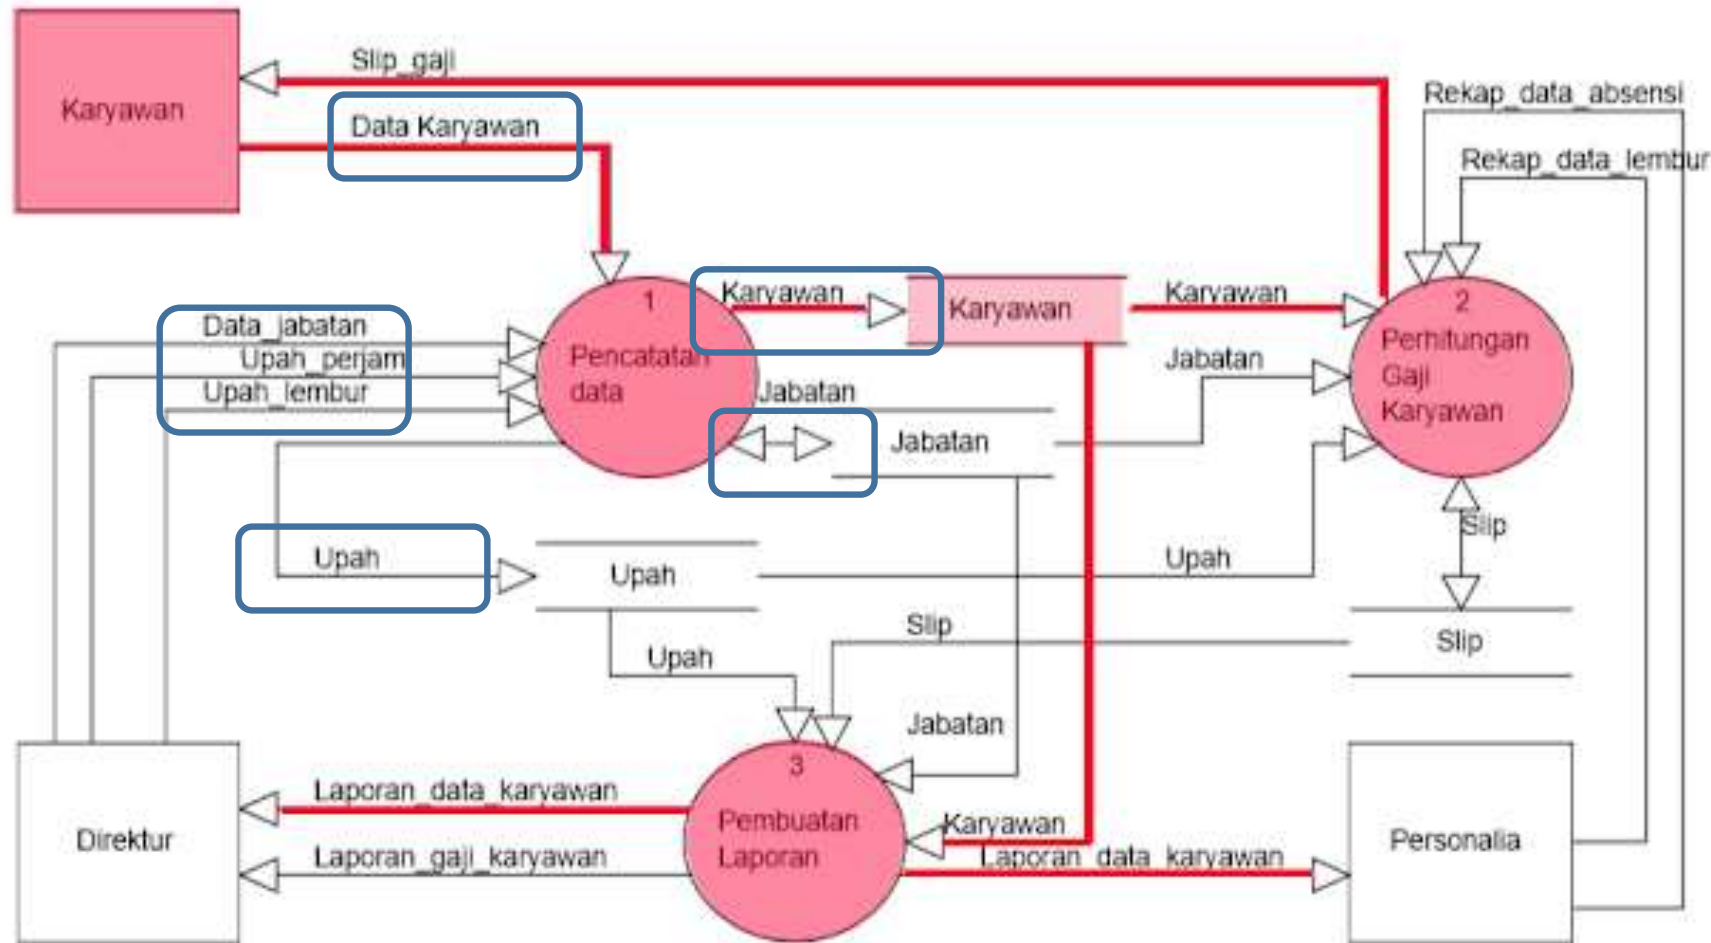 Slip_gaji
Karyawan
Data Karyawan
Rekap_data_absensi
Rekap_data_lembur
Data_jabatan
Upah_perjam
Upah_lembur
1
Pencatatan
data
Karyawan
Karyawan
Karyawan
2
Perhitungan
Gaji
Karyawan
Jabatan
Jabatan
Jabatan
Upah
Upah
Upah
Slip
Slip
Slip
Upah
Jabatan
Direktur
Laporan_data_karyawan
Laporan_gaji_karyawan
3
Pembuatan
Laporan
Karyawan
Laporan_data_karyawan
Personalia